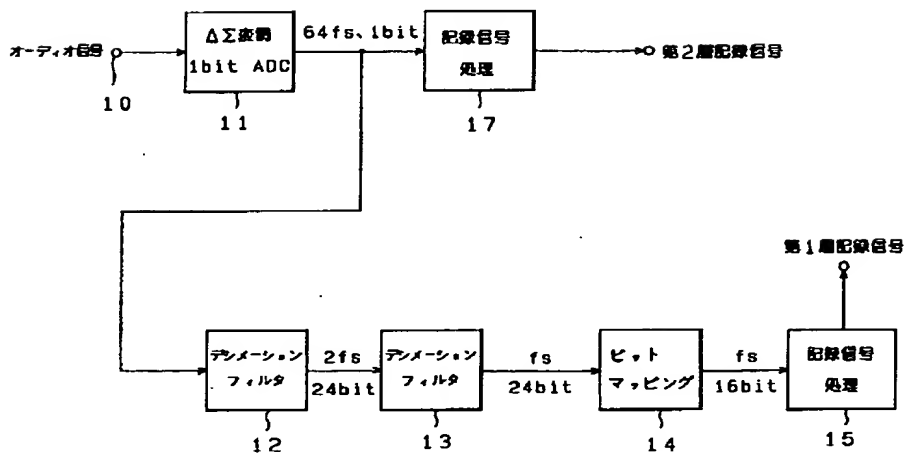 オーディオ信号
10
ΔΣ変調
1bit ADC
11
64fs、1bit
記録信号
処理
17
第2層記録信号
第1層記録信号
デシメーション
フィルタ
12
2fs
24bit
デシメーション
フィルタ
13
fs
24bit
ビット
マッピング
14
fs
16bit
記録信号
処理
15